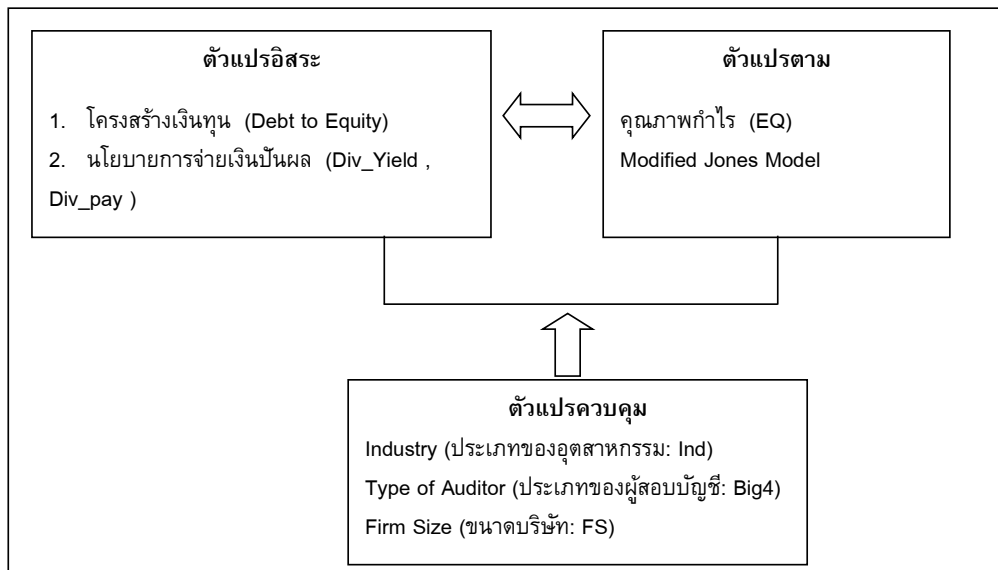 ตัวแปรอิสระ
1. โครงสร้างเงินทุน (Debt to Equity)
2. นโยบายการจ่ายเงินปันผล (Div_Yield ,
Div_pay )
ตัวแปรตาม
คุณภาพกำไร (EQ)
Modified Jones Model
ตัวแปรควบคุม
Industry (ประเภทของอุตสาหกรรม: Ind)
Type of Auditor (ประเภทของผู้สอบบัญชี: Big4)
Firm Size (ขนาดบริษัท: FS)